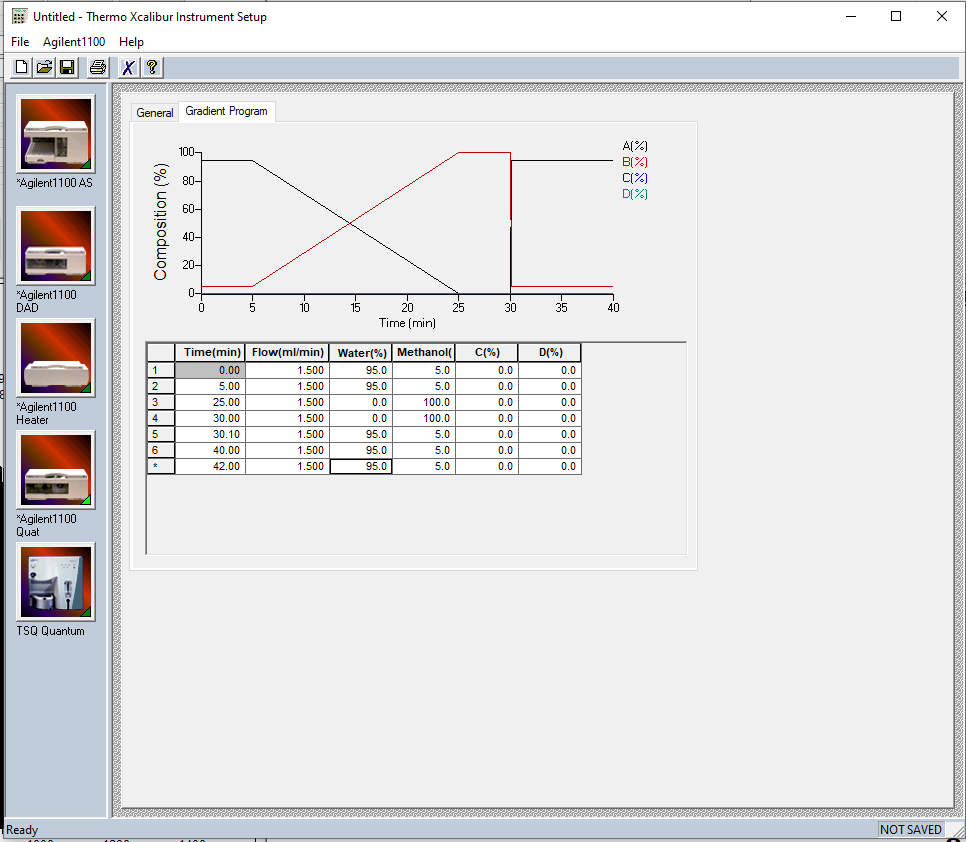 Untitled - Thermo Xcalibur Instrument Setup
File Agilent1100 Help
*Agilent1100 AS
*Agilent1100
DAD
*Agilent1100
Heater
*Agilent1100
Quat
TSQ Quantum
General Gradient Program
Composition (%)
100
80
60
40
20
0
0 5 10 15 20 25 30 35 40
Time (min)
A(%)
B(%)
C(%)
D(%)
Time(min) Flow(ml/min) Water(%) Methanol( C(%) D(%)
1 0.00 1.500 95.0 5.0 0.0 0.0
2 5.00 1.500 95.0 5.0 0.0 0.0
3 25.00 1.500 0.0 100.0 0.0 0.0
4 30.00 1.500 0.0 100.0 0.0 0.0
5 30.10 1.500 95.0 5.0 0.0 0.0
6 40.00 1.500 95.0 5.0 0.0 0.0
* 42.00 1.500 95.0 5.0 0.0 0.0
Ready NOT SAVED